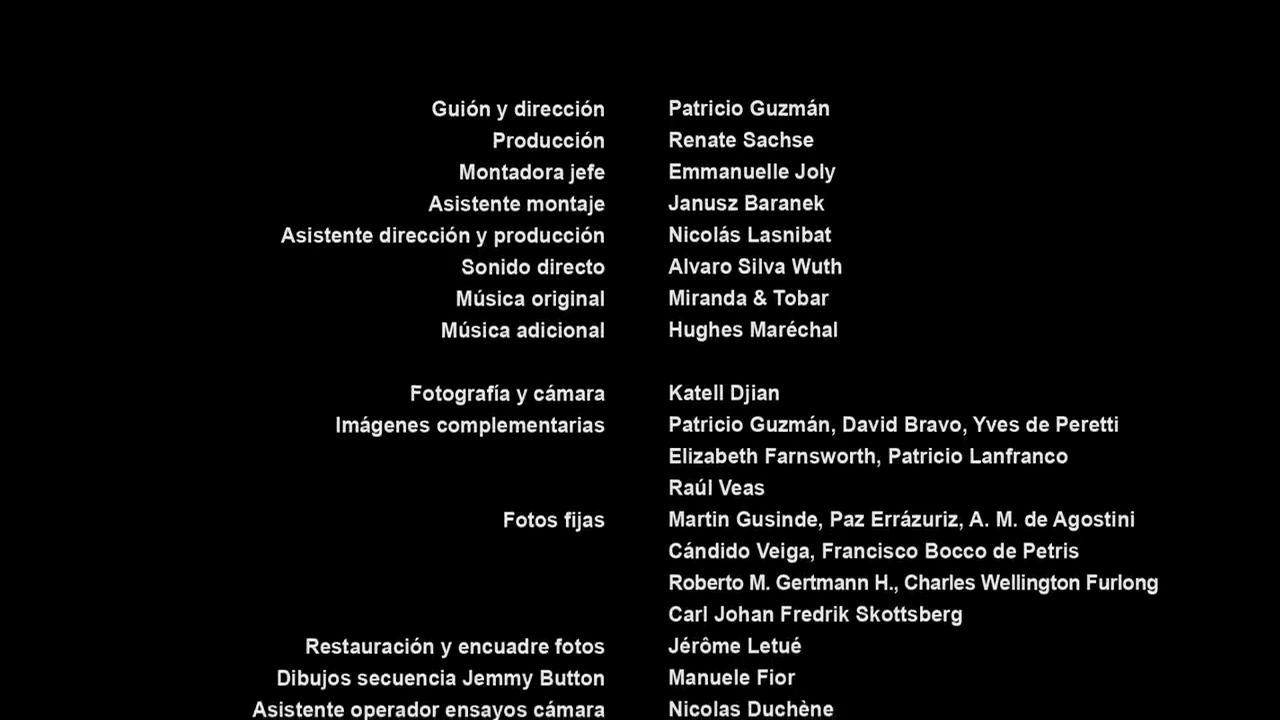 Guión y dirección Patricio Guzmán
Producción Renate Sachse
Montadora jefe Emmanuelle Joly
Asistente montaje Janusz Baranek
Asistente dirección y producción Nicolás Lasnibat
Sonido directo Alvaro Silva Wuth
Música original Miranda & Tobar
Música adicional Hughes Maréchal
Fotografía y cámara Katell Djian
Imágenes complementarias Patricio Guzmán, David Bravo, Yves de Peretti
Elizabeth Farnsworth, Patricio Lanfranco
Raúl Veas
Fotos fijas Martin Gusinde, Paz Errázuriz, A. M. de Agostini
Cándido Veiga, Francisco Bocco de Petris
Roberto M. Gertmann H., Charles Wellington Furlong
Carl Johan Fredrik Skottsberg
Restauración y encuadre fotos Jérôme Letué
Dibujos secuencia Jemmy Button Manuele Fior
Asistente operador ensayos cámara Nicolas Duchène